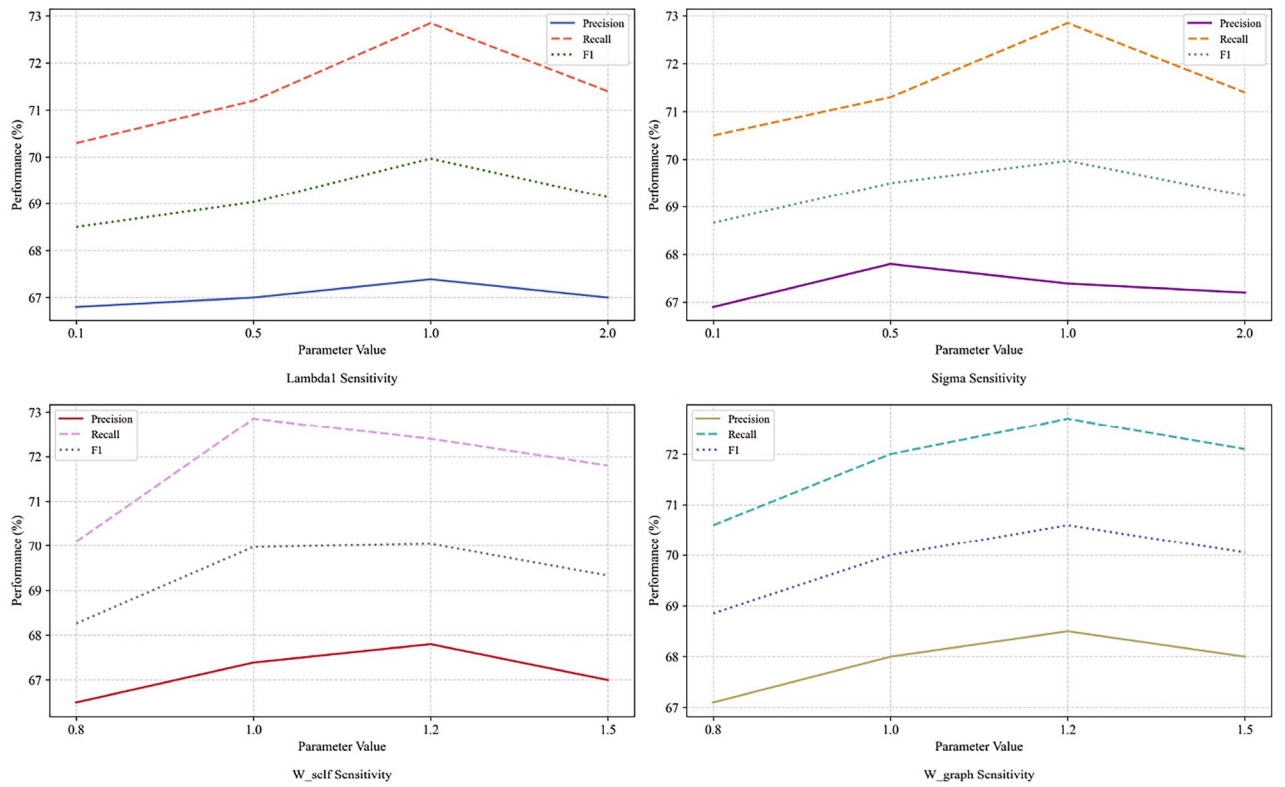 73
72
71
70
69
68
67
Performance (%)
Precision
Recall
F1
0.1 0.5 1.0 2.0
Parameter Value
Lambda1 Sensitivity
73
72
71
70
69
68
67
Performance (%)
Precision
Recall
F1
0.1 0.5 1.0 2.0
Parameter Value
Sigma Sensitivity
73
72
71
70
69
68
67
Performance (%)
Precision
Recall
F1
0.8 1.0 1.2 1.5
Parameter Value
W_self Sensitivity
72
71
70
69
68
67
Performance (%)
Precision
Recall
F1
0.8 1.0 1.2 1.5
Parameter Value
W_graph Sensitivity